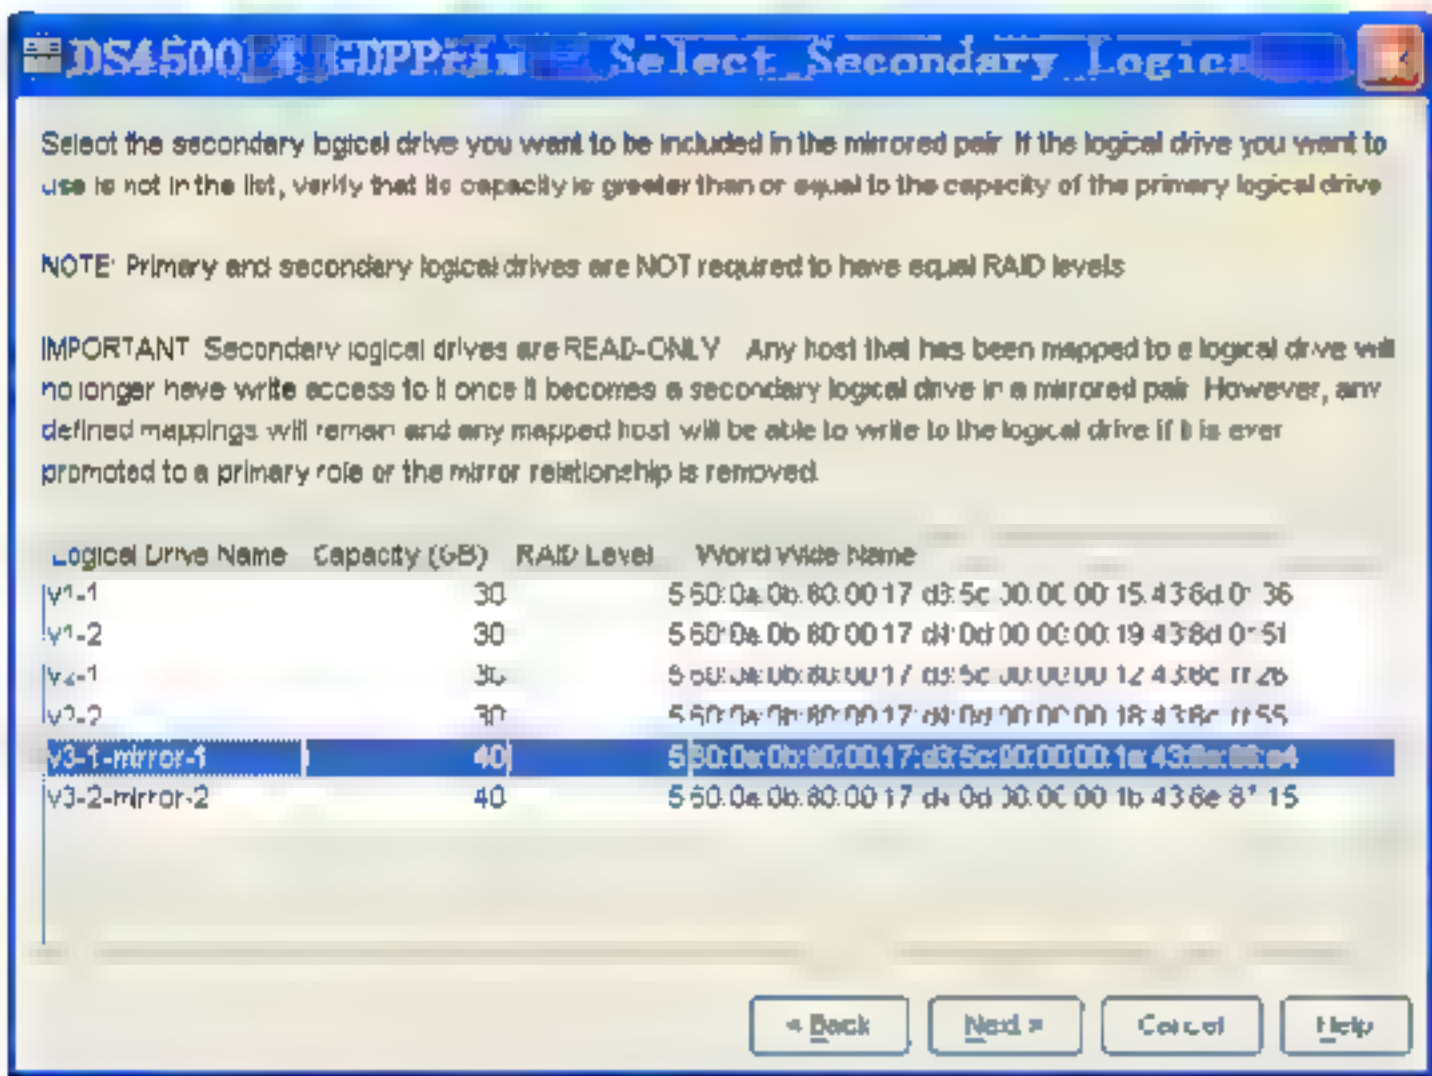 DS4500 Select Secondary
Select the secondary logical drive you want to be included in the mirrored pair. If the logical drive you want to
use is not in the list, verify that its capacity is greater than or equal to the capacity of the primary logical drive.
NOTE: Primary and secondary logical drives are NOT required to have equal RAID levels
IMPORTANT: Secondary logical drives are READ-ONLY. Any host that has been mapped to a logical drive will
no longer have write access to it once it becomes a secondary logical drive in a mirrored pair. However, any
defined mappings will remain and any mapped host will be able to write to the logical drive if it is ever
promoted to a primary role or the mirror relationship is removed.
Logical Drive Name Capacity (GB) RAID Level World Wide Name
v1-1 30 5
v1-2 30 5
v2-1 5
v2-2 30 5
v3-1-mirror-1 40 5
v3-2-mirror-2 40 5
< Back Next > Cancel Help